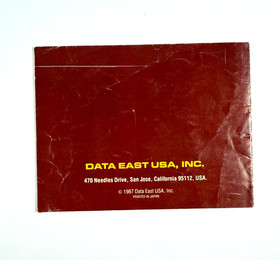 DATA EAST USA, INC.
470 Needles Drive, San Jose, California 95112, USA.
© 1987 Data East USA, Inc.
PRINTED IN JAPAN